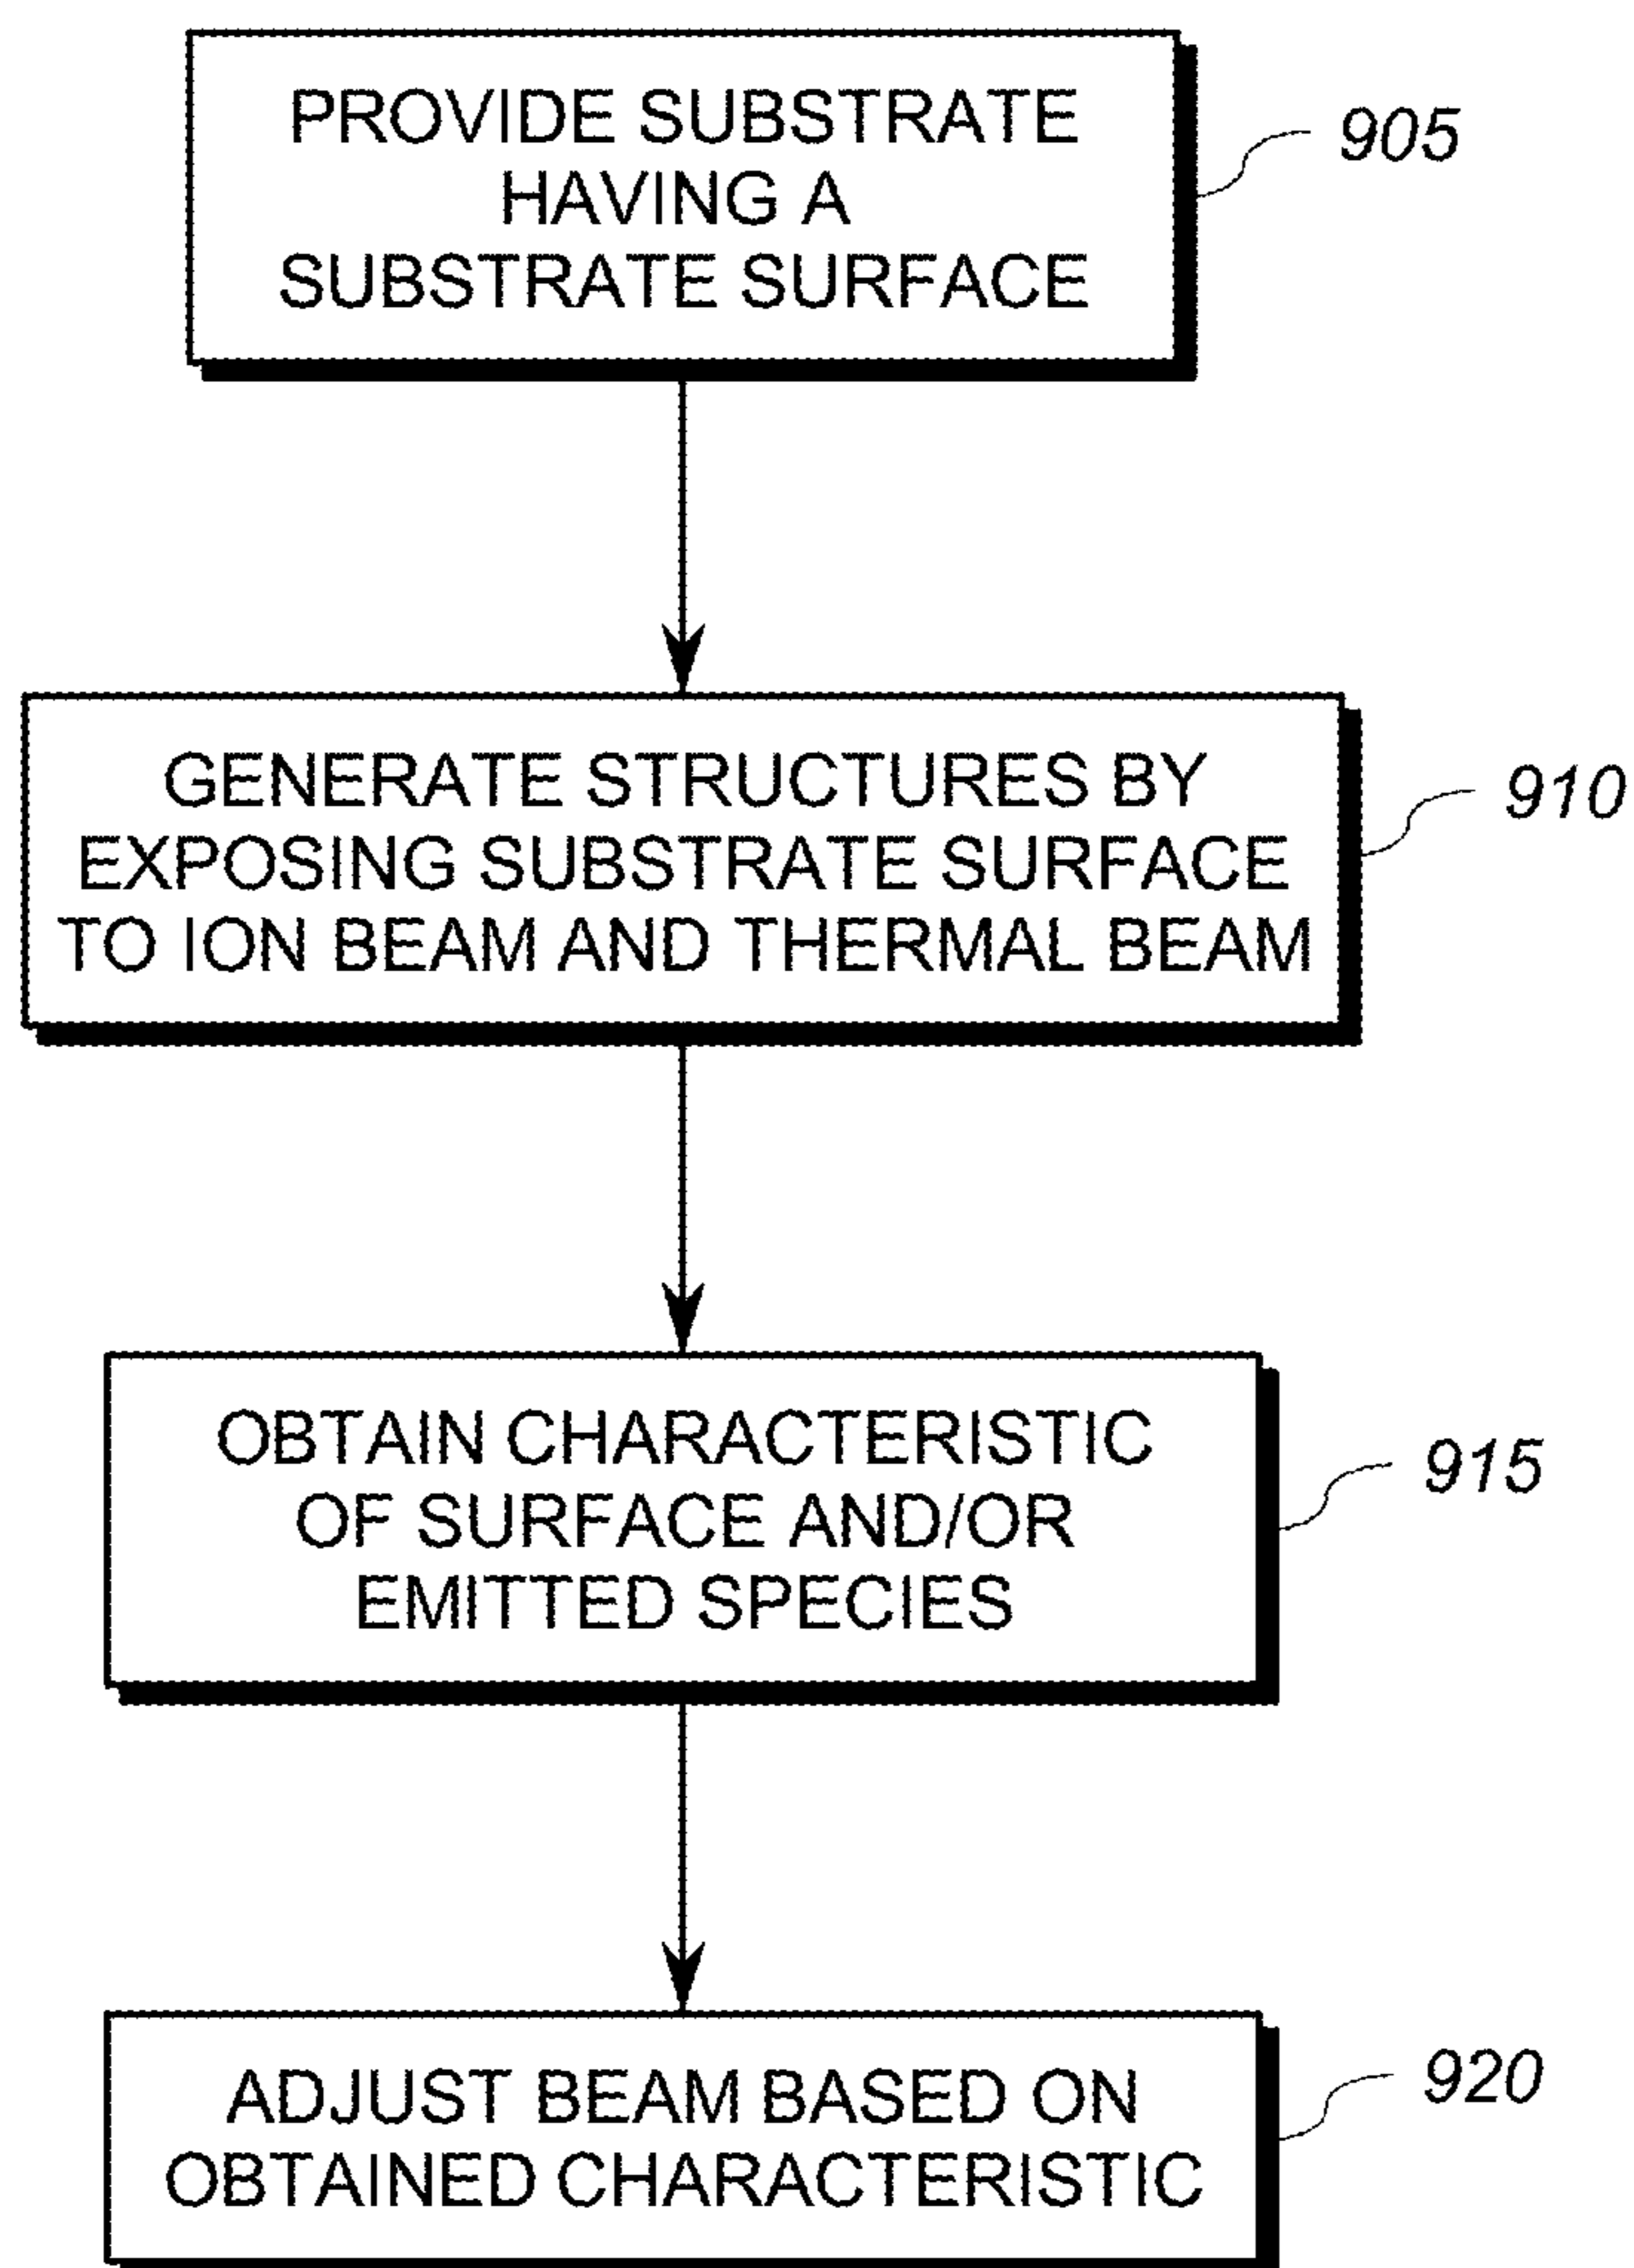 PROVIDE SUBSTRATE
HAVING A
SUBSTRATE SURFACE
905
GENERATE STRUCTURES BY
EXPOSING SUBSTRATE SURFACE
TO ION BEAM AND THERMAL BEAM
910
OBTAIN CHARACTERISTIC
OF SURFACE AND/OR
EMITTED SPECIES
915
ADJUST BEAM BASED ON
OBTAINED CHARACTERISTIC
920